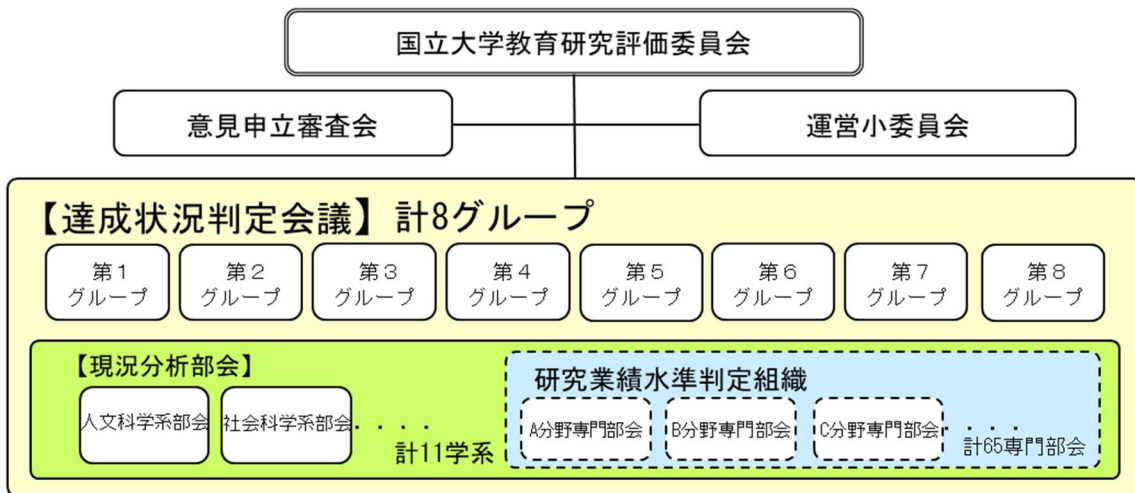 国立大学教育研究評価委員会
意見申立審査会
運営小委員会
【達成状況判定会議】計8グループ
第1
グループ
第2
グループ
第3
グループ
第4
グループ
第5
グループ
第6
グループ
第7
グループ
第8
グループ
【現況分析部会】
人文科学系部会
社会科学系部会
・・・・
計11学系
研究業績水準判定組織
A分野専門部会
B分野専門部会
C分野専門部会
・・・・
計65専門部会